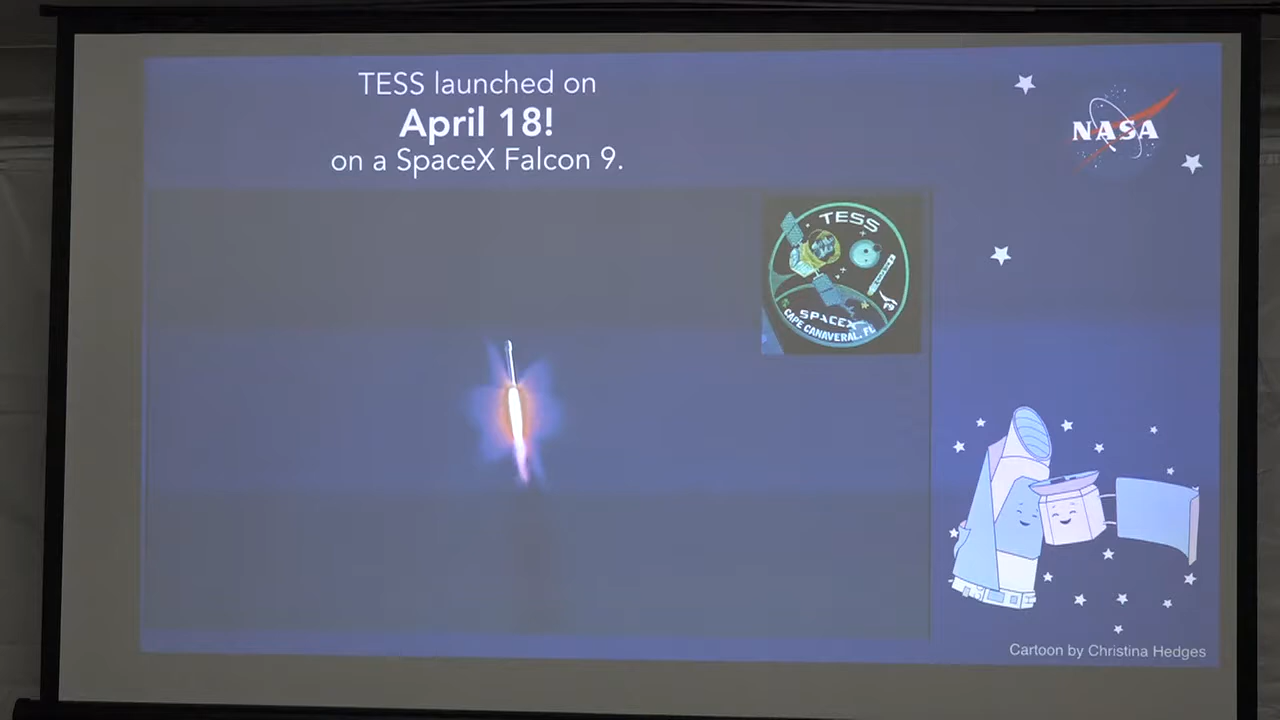 TESS launched on
April 18!
on a SpaceX Falcon 9.
NASA
TESS
SPACEX
CAPE CANAVERAL, FL
Cartoon by Christina Hedges